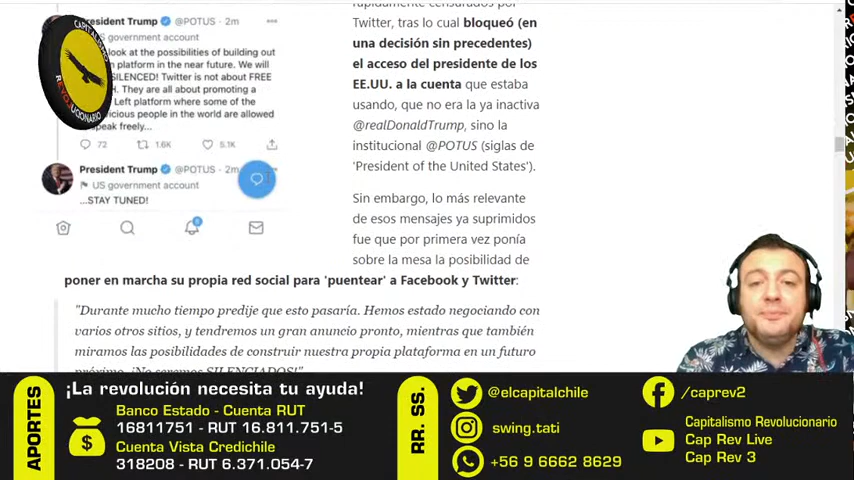 President Trump @POTUS · 2m
US government account
look at the possibilities of building out
platform in the near future. We will
SILENCED! Twitter is not about FREE
They are all about promoting a
Left platform where some of the
people in the world are allowed
speak freely...
72 1.6K 5.1K
President Trump @POTUS · 2m
US government account
...STAY TUNED!
CAPITALISMO
REVOLUCIONARIO
rápidamente censurados por
Twitter, tras lo cual bloqueó (en
una decisión sin precedentes)
el acceso del presidente de los
EE.UU. a la cuenta que estaba
usando, que no era la ya inactiva
@realDonaldTrump, sino la
institucional @POTUS (siglas de
'President of the United States').
Sin embargo, lo más relevante
de esos mensajes ya suprimidos
fue que por primera vez ponía
sobre la mesa la posibilidad de
poner en marcha su propia red social para 'puentear' a Facebook y Twitter:
"Durante mucho tiempo predije que esto pasaría. Hemos estado negociando con
varios otros sitios, y tendremos un gran anuncio pronto, mientras que también
miramos las posibilidades de construir nuestra propia plataforma en un futuro
próximo. ¡No seremos SILENCIADOS!"
APORTES
¡La revolución necesita tu ayuda!
Banco Estado - Cuenta RUT
16811751 - RUT 16.811.751-5
Cuenta Vista Credichile
318208 - RUT 6.371.054-7
RR. SS.
@elcapitalchile
swing.tati
+56 9 6662 8629
/caprev2
Capitalismo Revolucionario
Cap Rev Live
Cap Rev 3